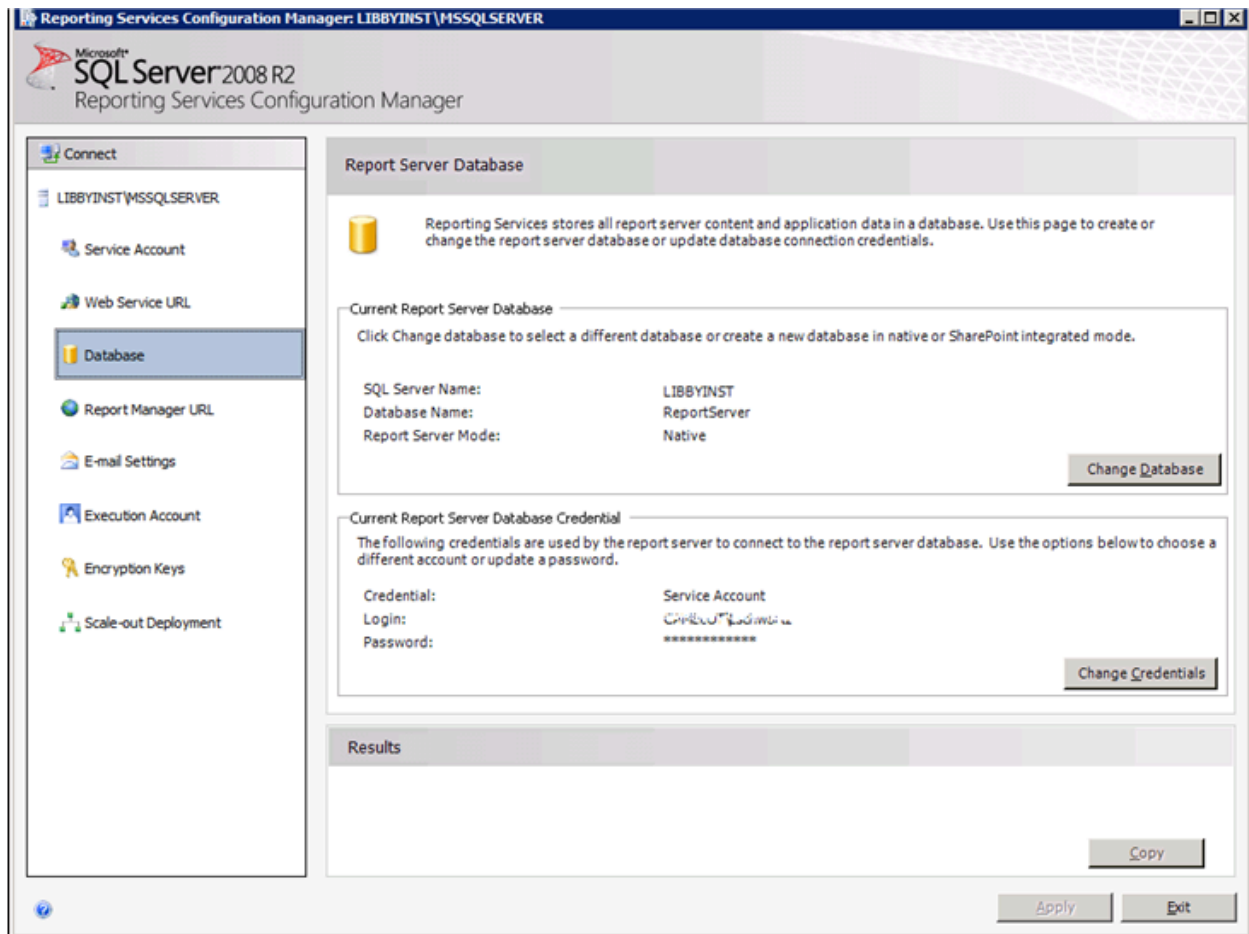 Reporting Services Configuration Manager: LIBBYINST\MSSQLSERVER
Microsoft®
SQL Server 2008 R2
Reporting Services Configuration Manager
Connect
LIBBYINST\MSSQLSERVER
Service Account
Web Service URL
Database
Report Manager URL
E-mail Settings
Execution Account
Encryption Keys
Scale-out Deployment
Report Server Database
Reporting Services stores all report server content and application data in a database. Use this page to create or
change the report server database or update database connection credentials.
Current Report Server Database
Click Change database to select a different database or create a new database in native or SharePoint integrated mode.
SQL Server Name: LIBBYINST
Database Name: ReportServer
Report Server Mode: Native
Change Database
Current Report Server Database Credential
The following credentials are used by the report server to connect to the report server database. Use the options below to choose a
different account or update a password.
Credential: Service Account
Login:
Password: ************
Change Credentials
Results
Copy
Apply
Exit